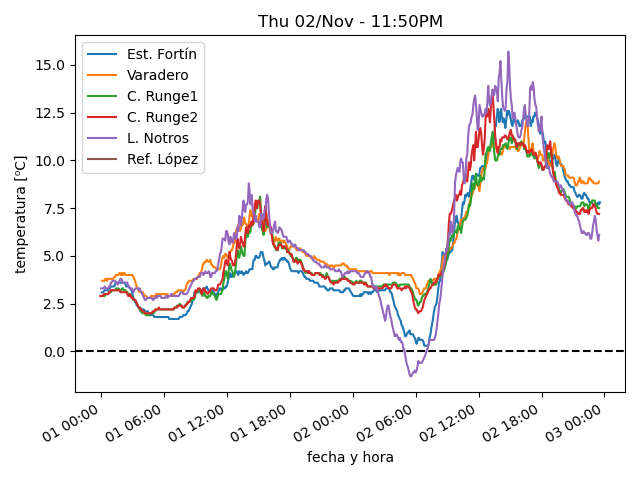 Thu 02/Nov - 11:50PM
Est. Fortín
Varadero
C. Runge1
C. Runge2
L. Notros
Ref. López
temperatura [ºC]
15.0
12.5
10.0
7.5
5.0
2.5
0.0
01 00:00
01 06:00
01 12:00
01 18:00
02 00:00
02 06:00
02 12:00
02 18:00
03 00:00
fecha y hora